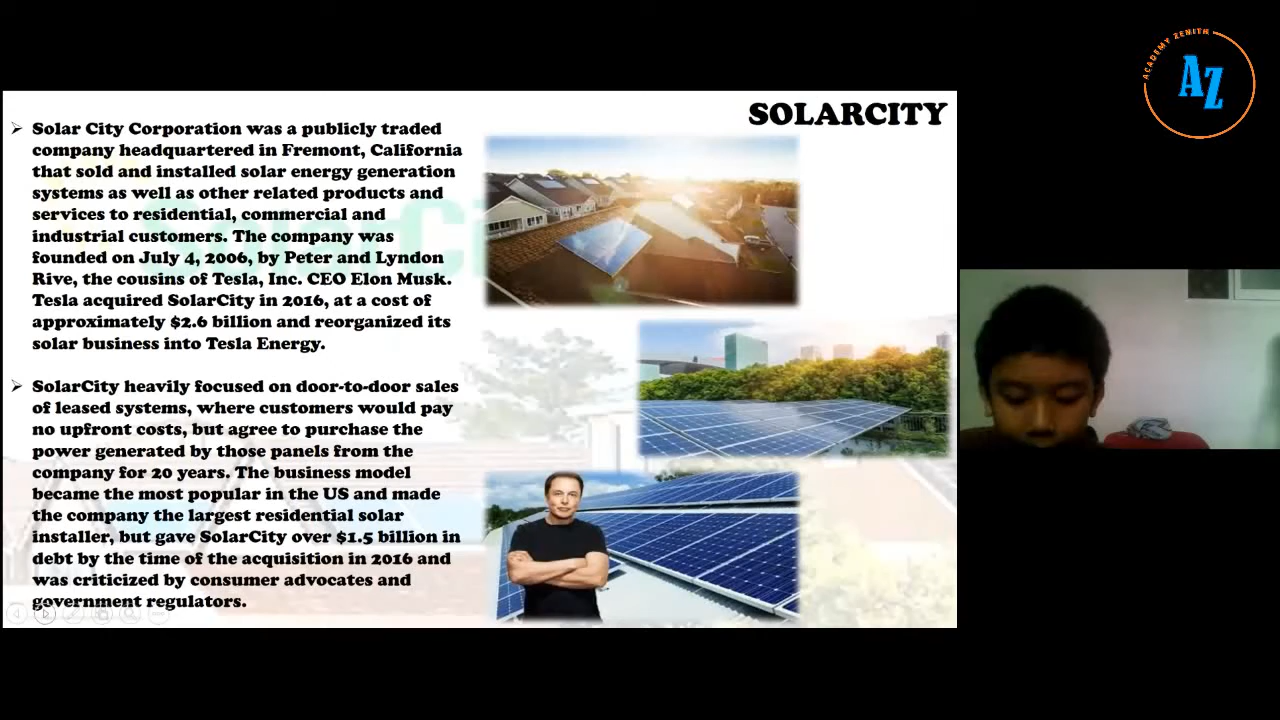 ACADEMY ZENITH
AZ
SOLARCITY
➢ Solar City Corporation was a publicly traded
company headquartered in Fremont, California
that sold and installed solar energy generation
systems as well as other related products and
services to residential, commercial and
industrial customers. The company was
founded on July 4, 2006, by Peter and Lyndon
Rive, the cousins of Tesla, Inc. CEO Elon Musk.
Tesla acquired SolarCity in 2016, at a cost of
approximately $2.6 billion and reorganized its
solar business into Tesla Energy.
➢ SolarCity heavily focused on door-to-door sales
of leased systems, where customers would pay
no upfront costs, but agree to purchase the
power generated by those panels from the
company for 20 years. The business model
became the most popular in the US and made
the company the largest residential solar
installer, but gave SolarCity over $1.5 billion in
debt by the time of the acquisition in 2016 and
was criticized by consumer advocates and
government regulators.